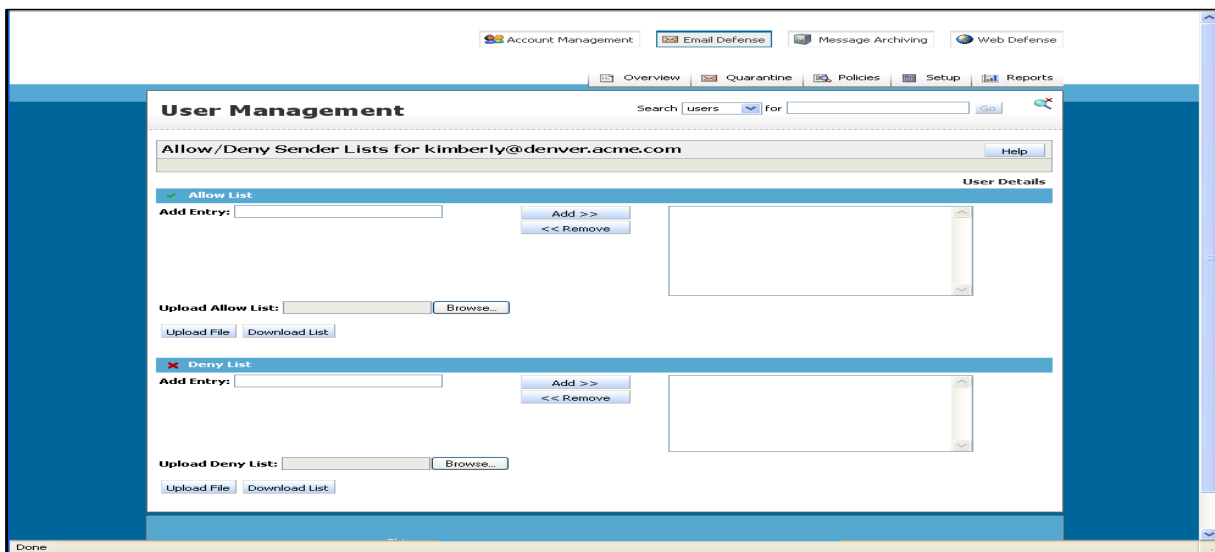 Account Management Email Defense Message Archiving Web Defense
Overview Quarantine Policies Setup Reports
User Management Search users for Go
Allow/Deny Sender Lists for kimberly@denver.acme.com Help
User Details
Allow List
Add Entry: Add >>
<< Remove
Upload Allow List: Browse...
Upload File Download List
Deny List
Add Entry: Add >>
<< Remove
Upload Deny List: Browse...
Upload File Download List
Done